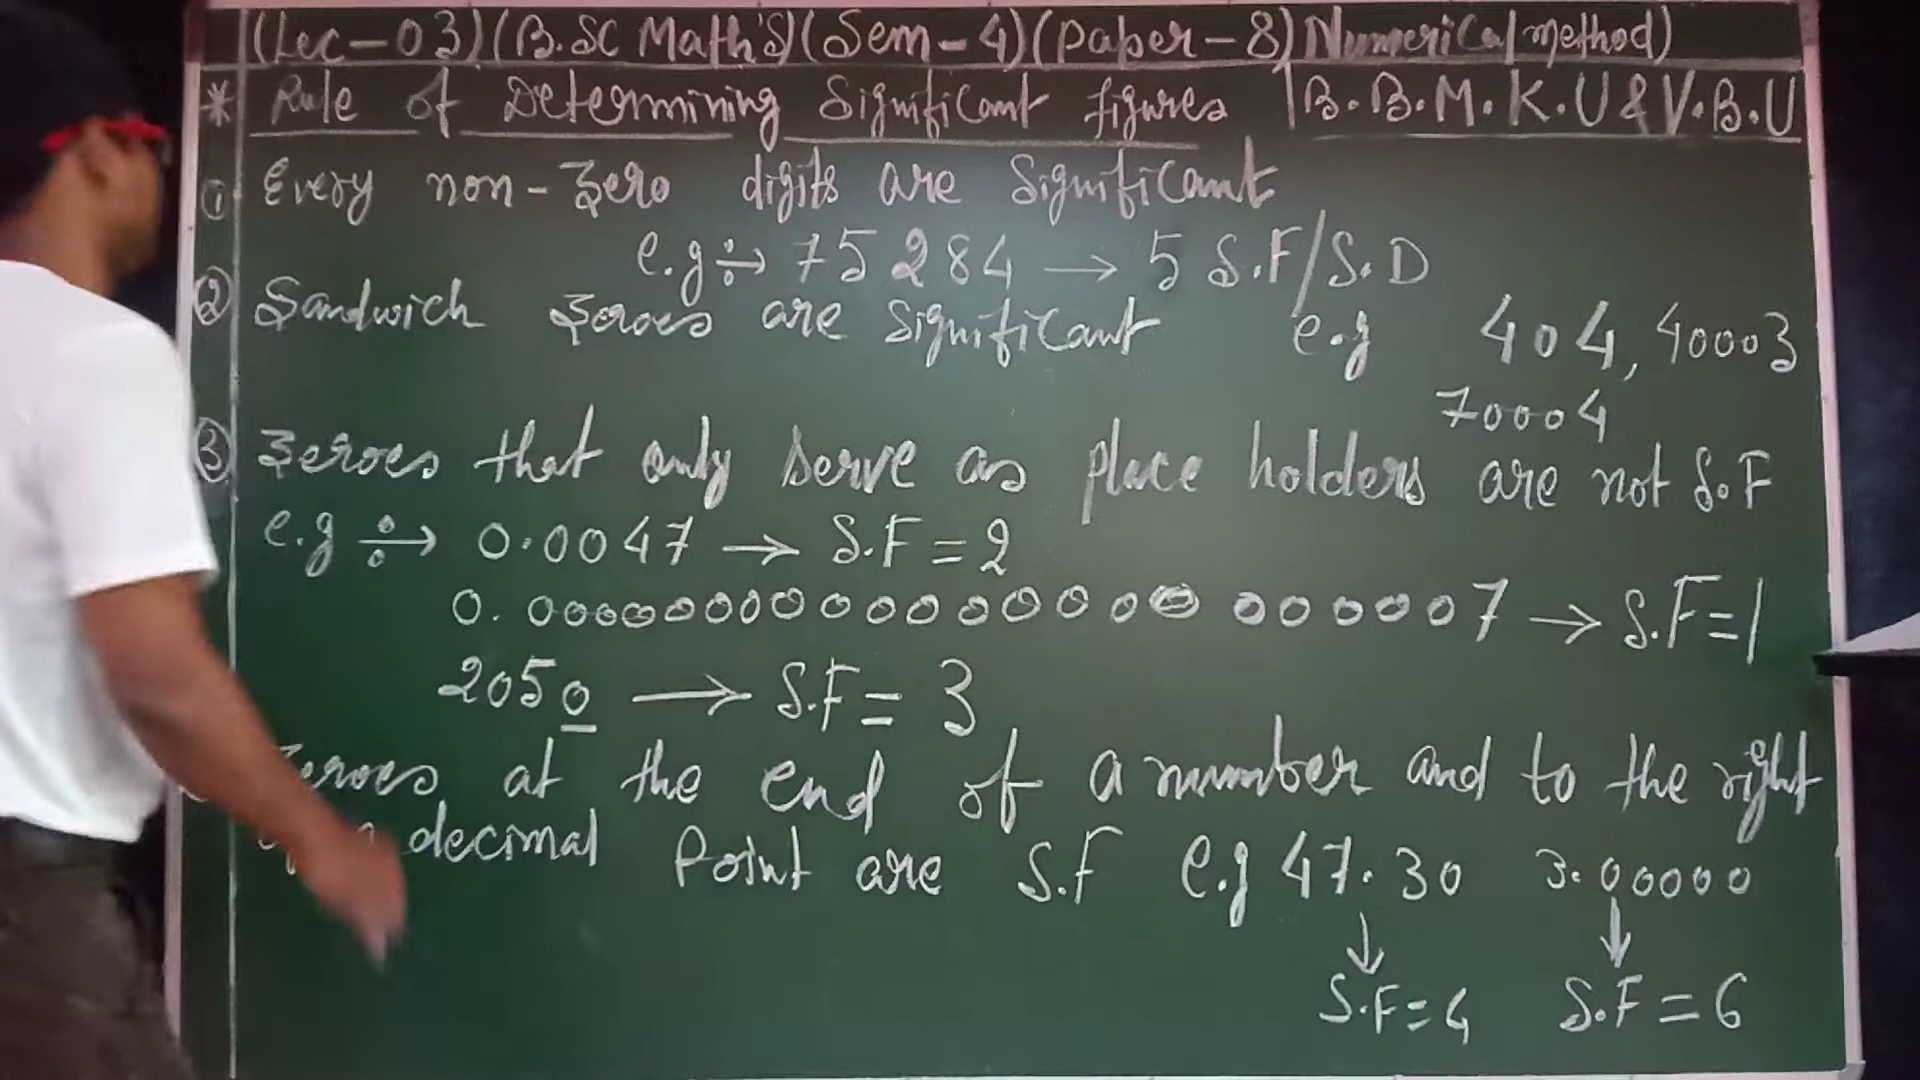 (Lec-03)(B.SC Math's)(Sem-4)(Paper-8)Numerical method)
* Rule of Determining Significant figures | B.B.M.K.U & V.B.U
① Every non-zero digits are Significant
e.g ÷→ 75284 → 5 S.F/S.D
② Sandwich zeroes are significant e.g 404, 40003
70004
③ Zeroes that only serve as place holders are not S.F
e.g ÷→ 0.0047 → S.F = 2
0.000000000000000000000007 → S.F=1
2050 → S.F = 3
zeroes at the end of a number and to the right
decimal Point are S.F e.g 47.30 3.00000
↓ ↓
S.F=4 S.F=6